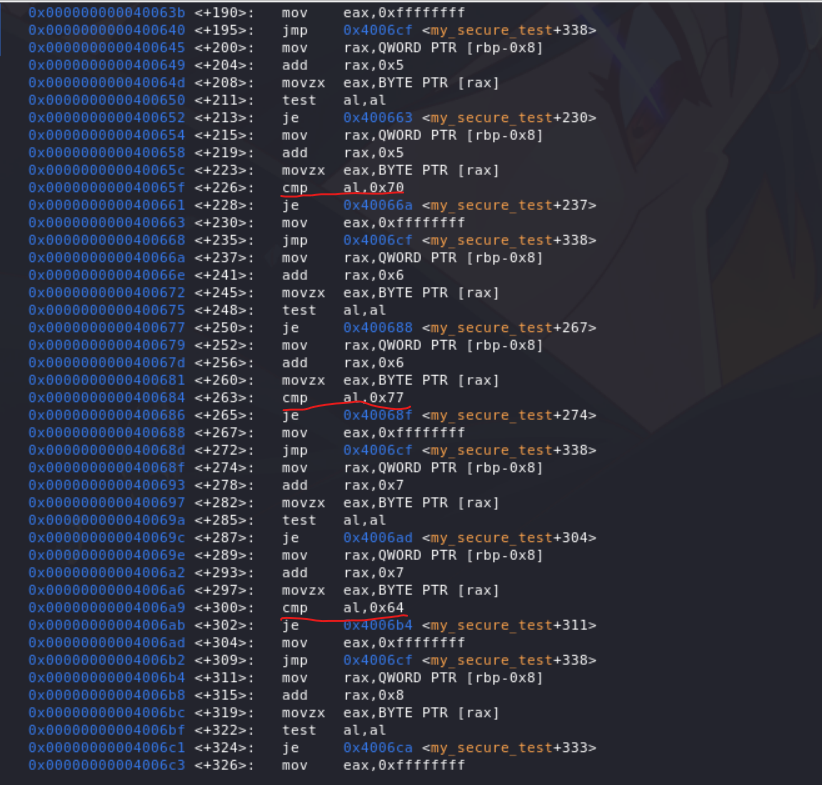 0x000000000040063b <+190>: mov eax,0xffffffff
0x0000000000400640 <+195>: jmp 0x4006cf <my_secure_test+338>
0x0000000000400645 <+200>: mov rax,QWORD PTR [rbp-0x8]
0x0000000000400649 <+204>: add rax,0x5
0x000000000040064d <+208>: movzx eax,BYTE PTR [rax]
0x0000000000400650 <+211>: test al,al
0x0000000000400652 <+213>: je 0x400663 <my_secure_test+230>
0x0000000000400654 <+215>: mov rax,QWORD PTR [rbp-0x8]
0x0000000000400658 <+219>: add rax,0x5
0x000000000040065c <+223>: movzx eax,BYTE PTR [rax]
0x000000000040065f <+226>: cmp al,0x70
0x0000000000400661 <+228>: je 0x40066a <my_secure_test+237>
0x0000000000400663 <+230>: mov eax,0xffffffff
0x0000000000400668 <+235>: jmp 0x4006cf <my_secure_test+338>
0x000000000040066a <+237>: mov rax,QWORD PTR [rbp-0x8]
0x000000000040066e <+241>: add rax,0x6
0x0000000000400672 <+245>: movzx eax,BYTE PTR [rax]
0x0000000000400675 <+248>: test al,al
0x0000000000400677 <+250>: je 0x400688 <my_secure_test+267>
0x0000000000400679 <+252>: mov rax,QWORD PTR [rbp-0x8]
0x000000000040067d <+256>: add rax,0x6
0x0000000000400681 <+260>: movzx eax,BYTE PTR [rax]
0x0000000000400684 <+263>: cmp al,0x77
0x0000000000400686 <+265>: je 0x40068f <my_secure_test+274>
0x0000000000400688 <+267>: mov eax,0xffffffff
0x000000000040068d <+272>: jmp 0x4006cf <my_secure_test+338>
0x000000000040068f <+274>: mov rax,QWORD PTR [rbp-0x8]
0x0000000000400693 <+278>: add rax,0x7
0x0000000000400697 <+282>: movzx eax,BYTE PTR [rax]
0x000000000040069a <+285>: test al,al
0x000000000040069c <+287>: je 0x4006ad <my_secure_test+304>
0x000000000040069e <+289>: mov rax,QWORD PTR [rbp-0x8]
0x00000000004006a2 <+293>: add rax,0x7
0x00000000004006a6 <+297>: movzx eax,BYTE PTR [rax]
0x00000000004006a9 <+300>: cmp al,0x64
0x00000000004006ab <+302>: je 0x4006b4 <my_secure_test+311>
0x00000000004006ad <+304>: mov eax,0xffffffff
0x00000000004006b2 <+309>: jmp 0x4006cf <my_secure_test+338>
0x00000000004006b4 <+311>: mov rax,QWORD PTR [rbp-0x8]
0x00000000004006b8 <+315>: add rax,0x8
0x00000000004006bc <+319>: movzx eax,BYTE PTR [rax]
0x00000000004006bf <+322>: test al,al
0x00000000004006c1 <+324>: je 0x4006ca <my_secure_test+333>
0x00000000004006c3 <+326>: mov eax,0xffffffff